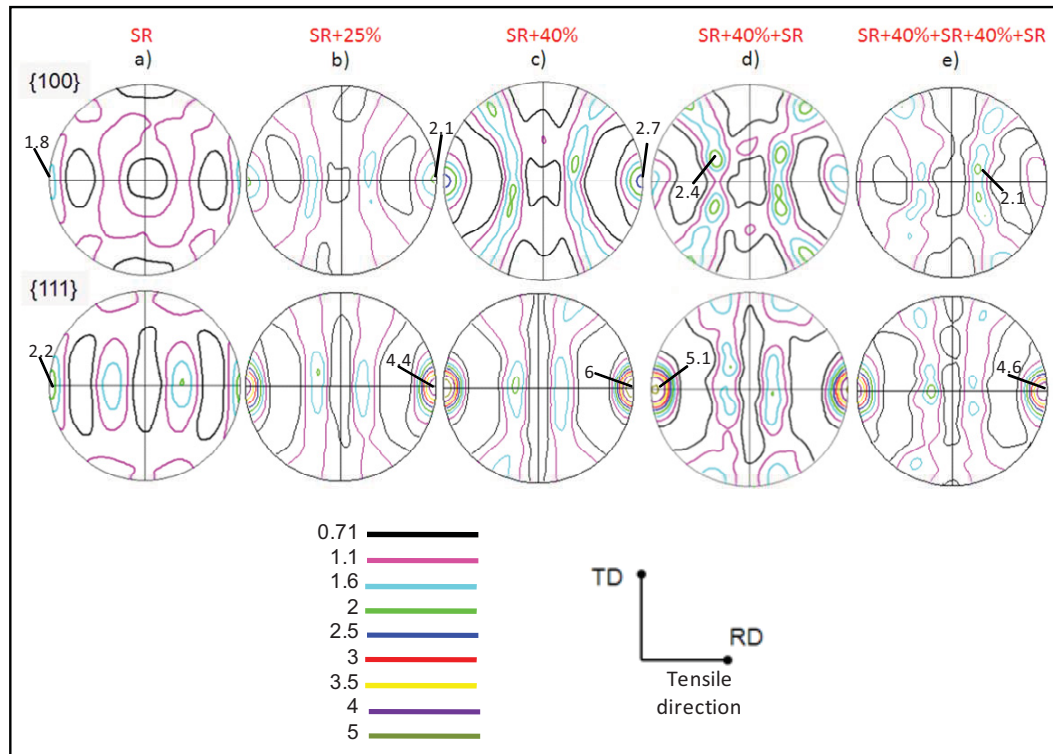 SR SR+25% SR+40% SR+40%+SR SR+40%+SR+40%+SR
a) b) c) d) e)
{100}
1.8 2.1 2.7 2.4 2.1
{111}
2.2 4.4 6 5.1 4.6
0.71
1.1
1.6
2
2.5
3
3.5
4
5
TD
RD
Tensile
direction